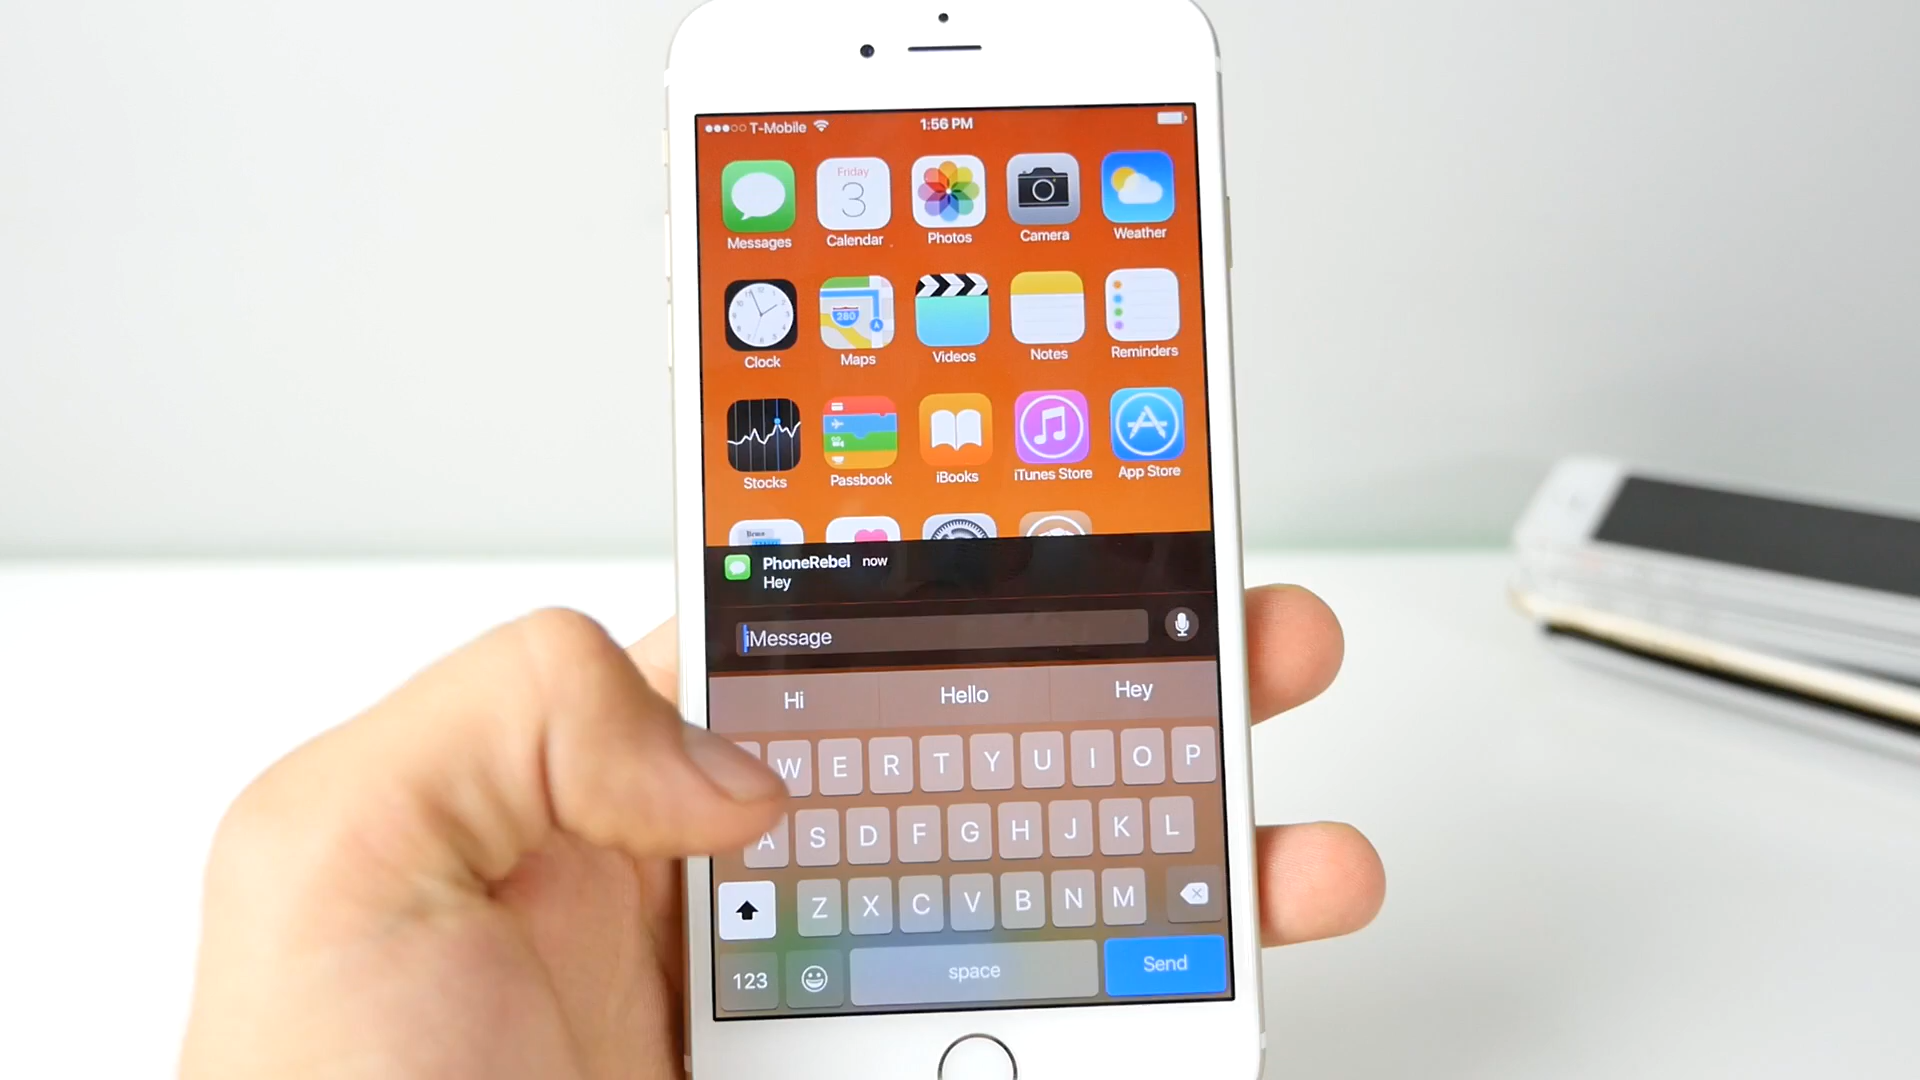 T-Mobile 1:56 PM
Friday
3
Messages Calendar Photos Camera Weather
280
Clock Maps Videos Notes Reminders
Stocks Passbook iBooks iTunes Store App Store
PhoneRebel now
Hey
iMessage
Hi Hello Hey
W E R T Y U I O P
A S D F G H J K L
Z X C V B N M
123 space Send